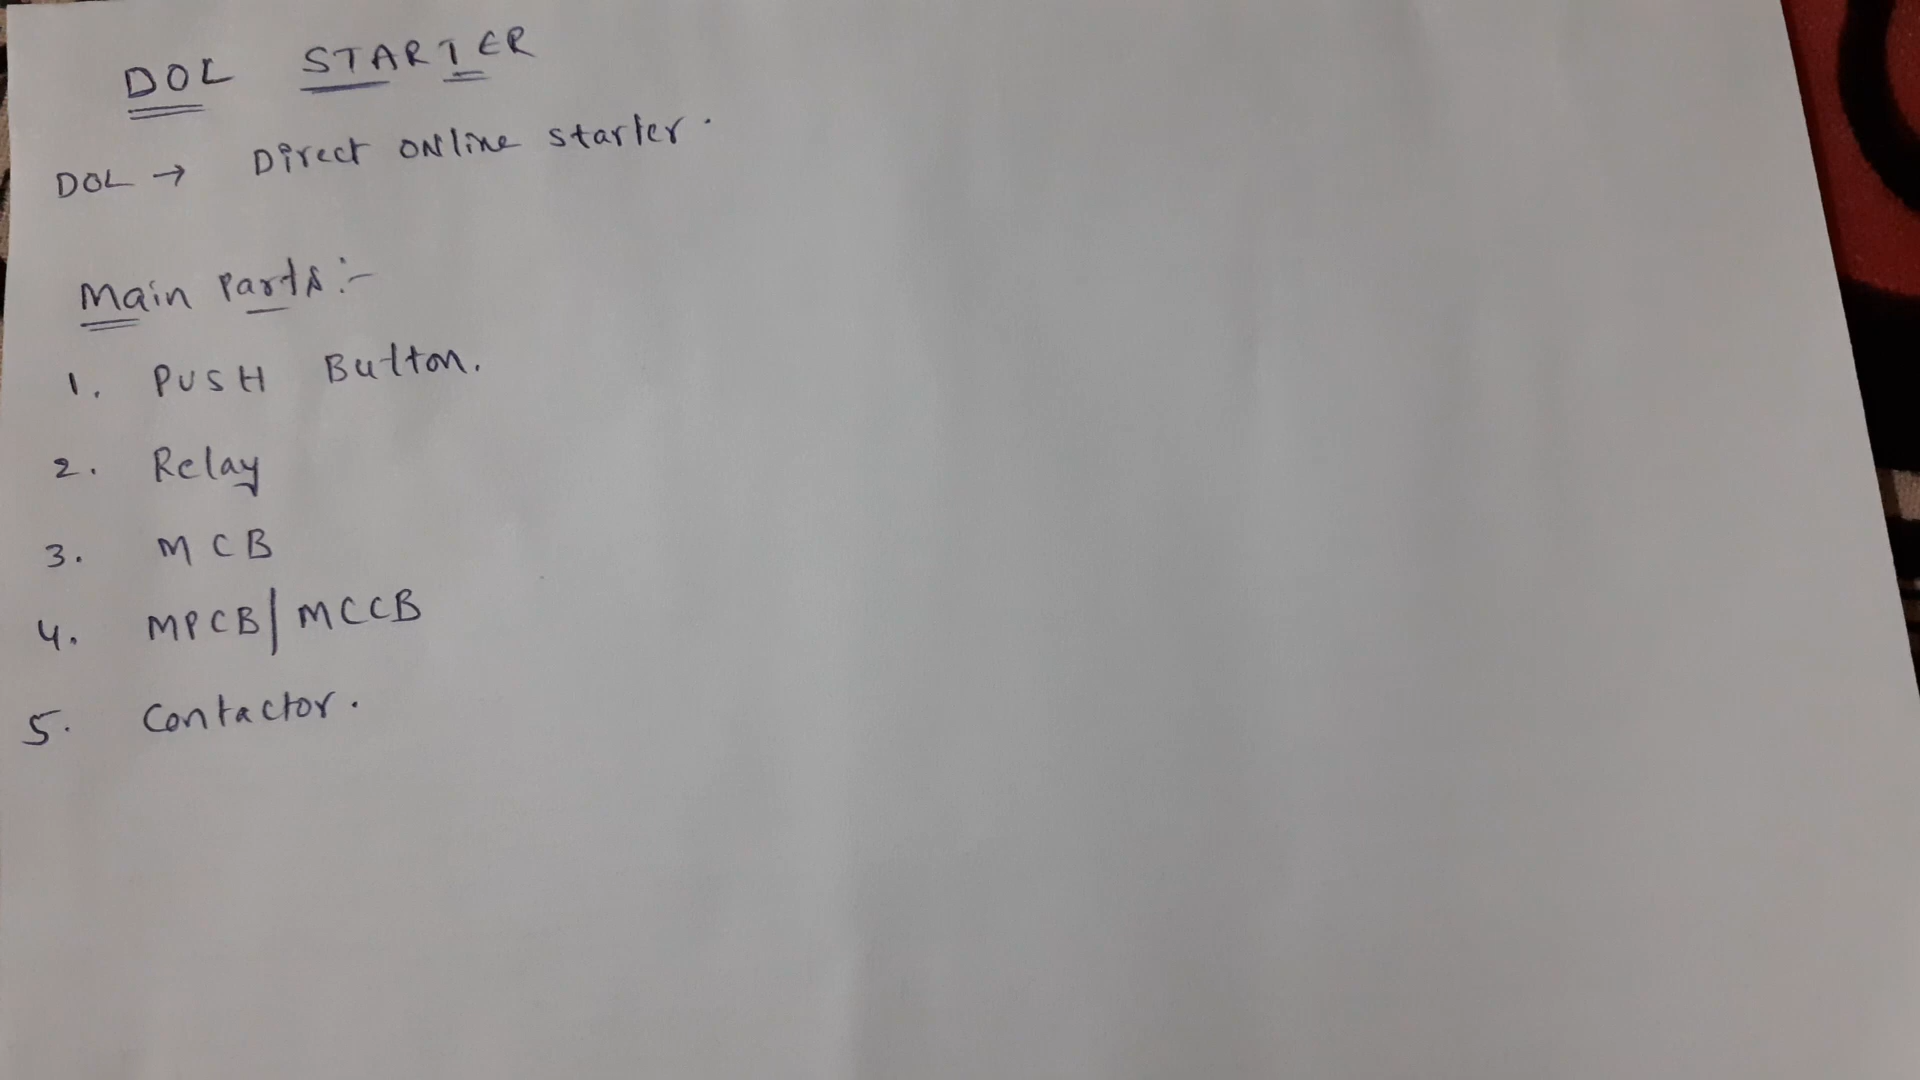 DOL STARTER
DOL → Direct ONline starter.
Main Parts :-
1. PUSH Button.
2. Relay
3. MCB
4. MPCB/MCCB
5. Contactor.